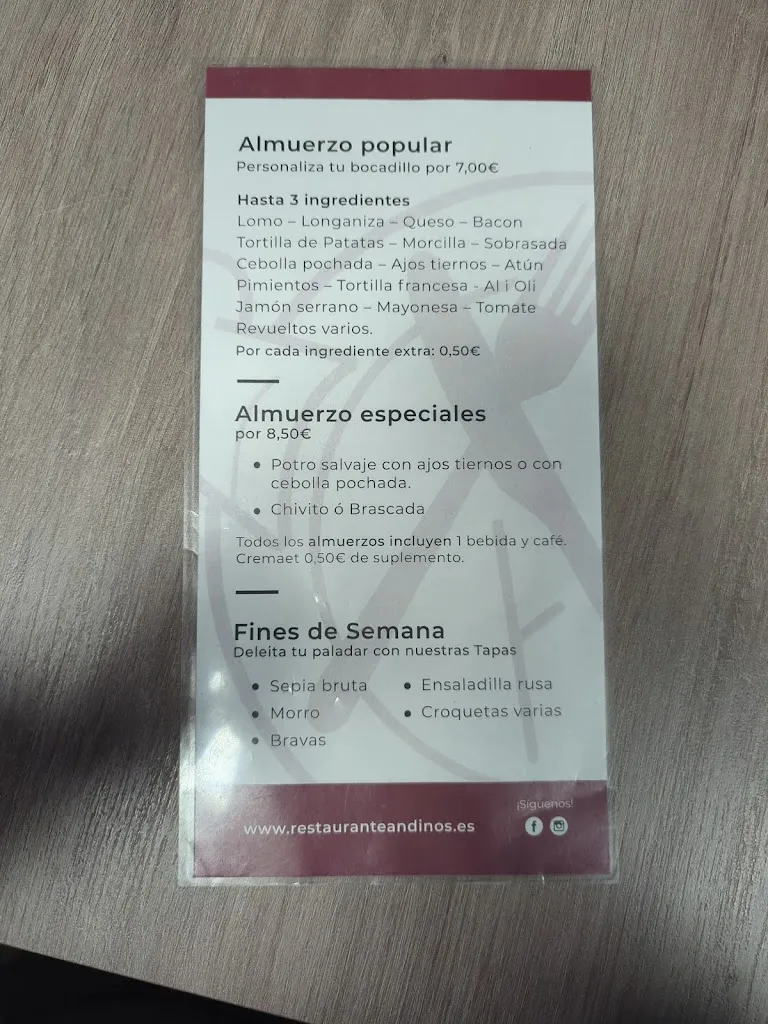 Almuerzo popular
Personaliza tu bocadillo por 7,00€
Hasta 3 ingredientes
Lomo – Longaniza – Queso – Bacon
Tortilla de Patatas – Morcilla – Sobrasada
Cebolla pochada – Ajos tiernos – Atún
Pimientos – Tortilla francesa - Al i Oli
Jamón serrano – Mayonesa – Tomate
Revueltos varios.
Por cada ingrediente extra: 0,50€
Almuerzo especiales
por 8,50€
• Potro salvaje con ajos tiernos o con
cebolla pochada.
• Chivito ó Brascada
Todos los almuerzos incluyen 1 bebida y café.
Cremaet 0,50€ de suplemento.
Fines de Semana
Deleita tu paladar con nuestras Tapas
• Sepia bruta
• Morro
• Bravas
• Ensaladilla rusa
• Croquetas varias
¡Síguenos!
www.restauranteandinos.es